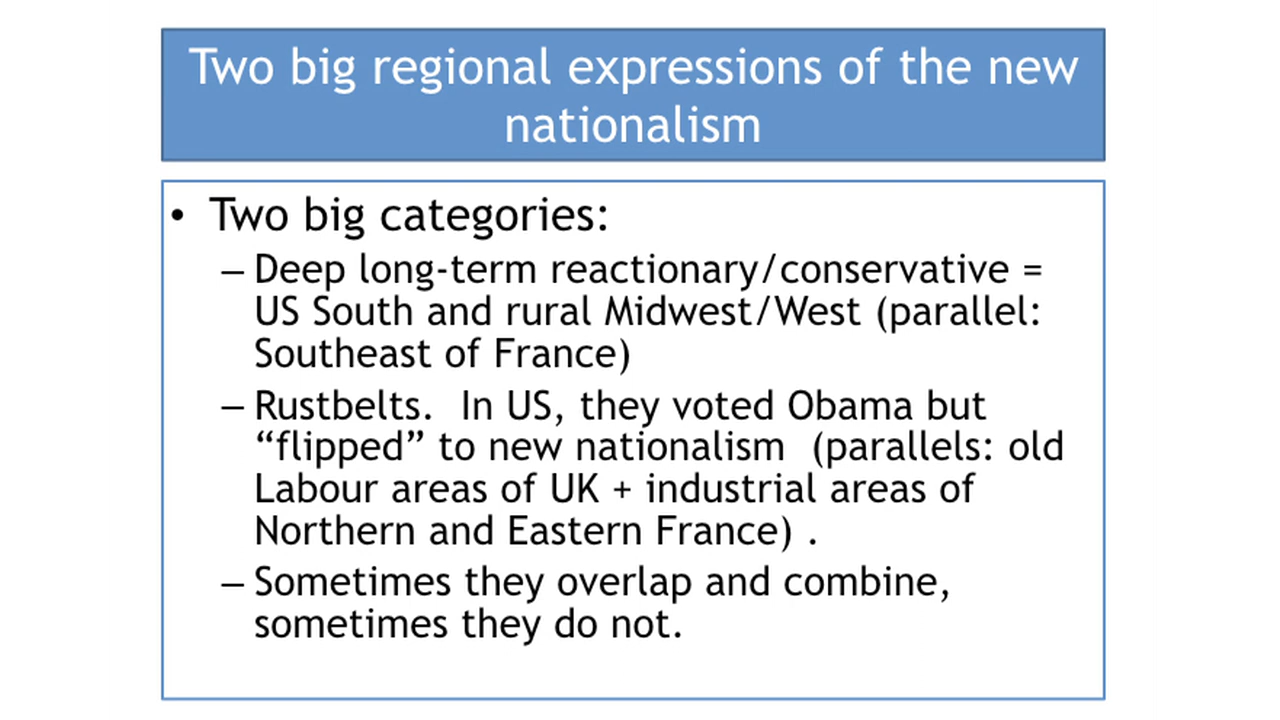 Two big regional expressions of the new
nationalism
• Two big categories:
– Deep long-term reactionary/conservative =
US South and rural Midwest/West (parallel:
Southeast of France)
– Rustbelts.  In US, they voted Obama but
“flipped” to new nationalism  (parallels: old
Labour areas of UK + industrial areas of
Northern and Eastern France) .
– Sometimes they overlap and combine,
sometimes they do not.